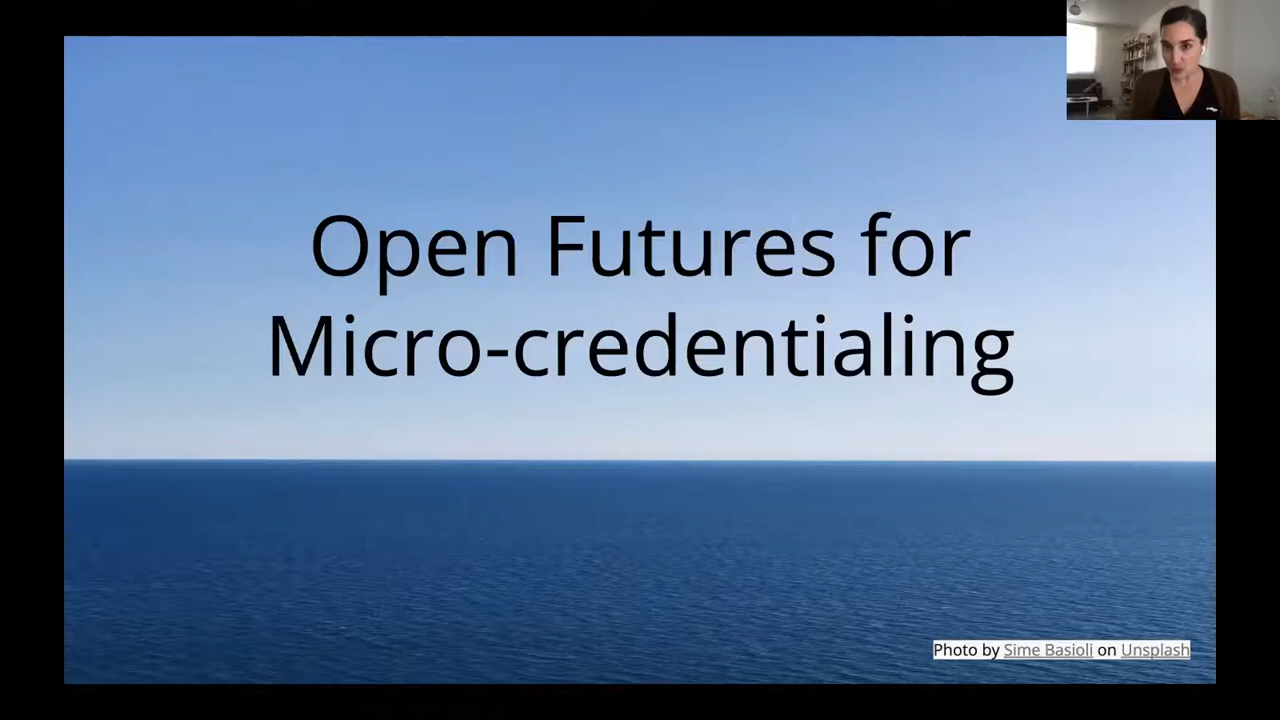 Open Futures for
Micro-credentialing
Photo by Sime Basioli on Unsplash